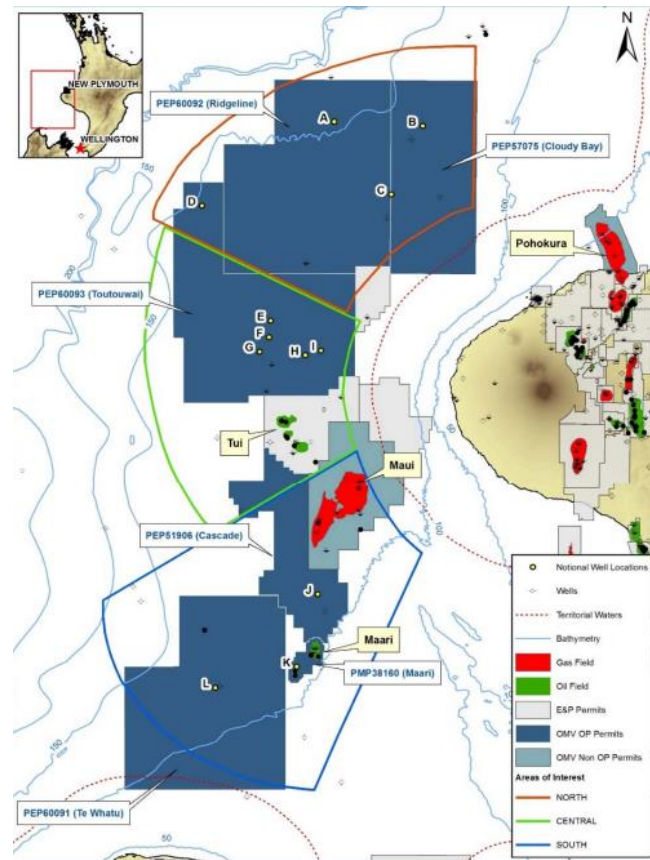 N
NEW PLYMOUTH
WELLINGTON
PEP60092 (Ridgeline)
A
B
PEP57075 (Cloudy Bay)
C
D
150
100
200
Pohokura
PEP60093 (Toutouwai)
150
E
F
G
H
I
50
Tui
Maui
100
PEP51906 (Cascade)
J
Maari
K
PMP38160 (Maari)
L
150
100
PEP60091 (Te Whatu)
50
LEGEND
Notional Well Locations
Wells
Territorial Waters
Bathymetry
Gas Field
Oil Field
E&P Permits
OMV OP Permits
OMV Non OP Permits
Areas of Interest
NORTH
CENTRAL
SOUTH